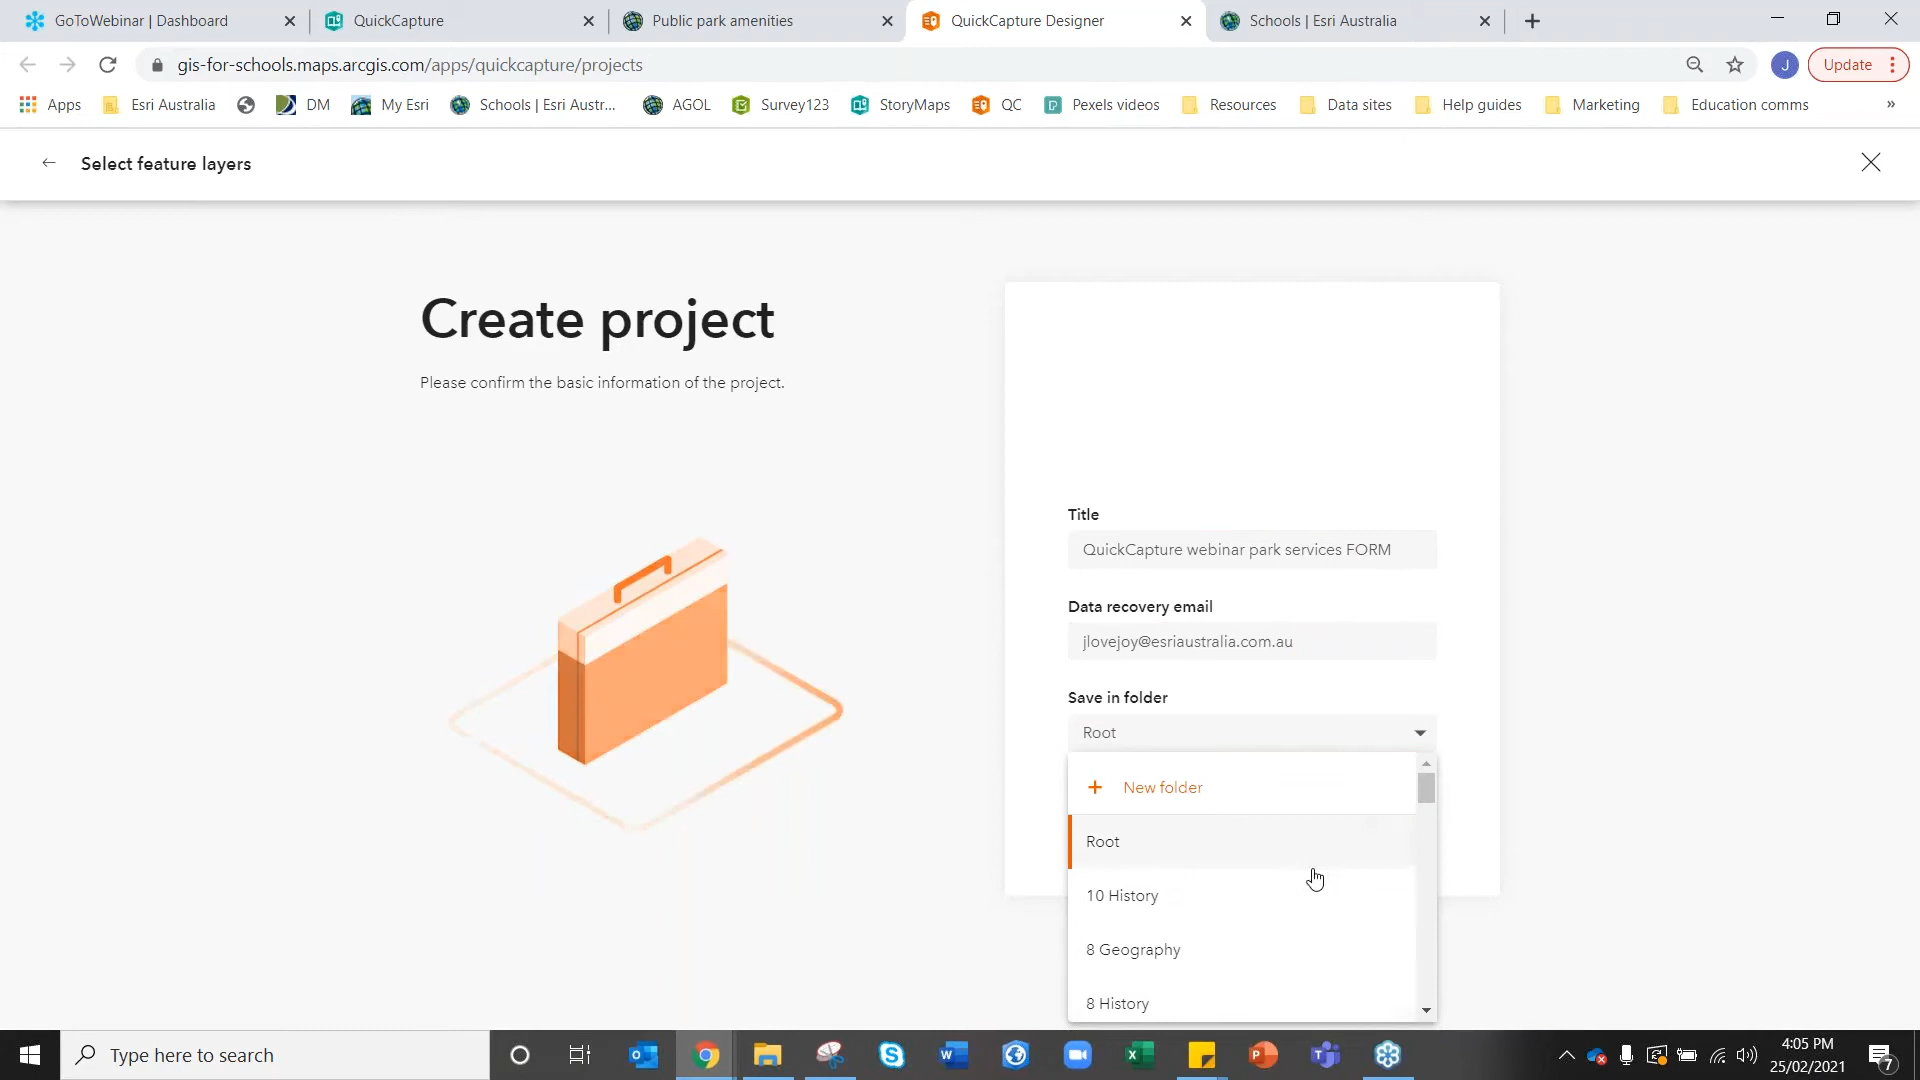 GoToWebinar | Dashboard
QuickCapture
Public park amenities
QuickCapture Designer
Schools | Esri Australia
gis-for-schools.maps.arcgis.com/apps/quickcapture/projects
J
Update
Apps
Esri Australia
DM
My Esri
Schools | Esri Austr...
AGOL
Survey123
StoryMaps
QC
Pexels videos
Resources
Data sites
Help guides
Marketing
Education comms
»
Select feature layers
Create project
Please confirm the basic information of the project.
Title
QuickCapture webinar park services FORM
Data recovery email
jlovejoy@esriaustralia.com.au
Save in folder
Root
+ New folder
Root
10 History
8 Geography
8 History
Type here to search
4:05 PM
25/02/2021
7